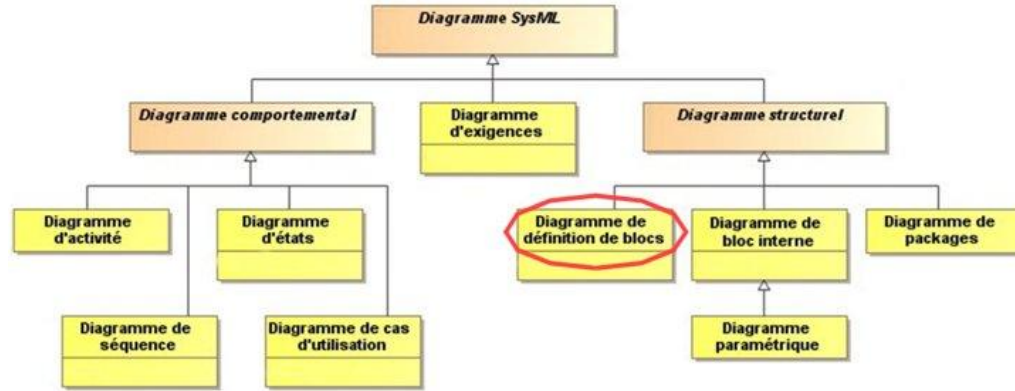 Diagramme SysML
Diagramme comportemental
Diagramme
d'exigences
Diagramme structurel
Diagramme
d'activité
Diagramme
d'états
Diagramme de
définition de blocs
Diagramme de
bloc interne
Diagramme de
packages
Diagramme de
séquence
Diagramme de cas
d'utilisation
Diagramme
paramétrique